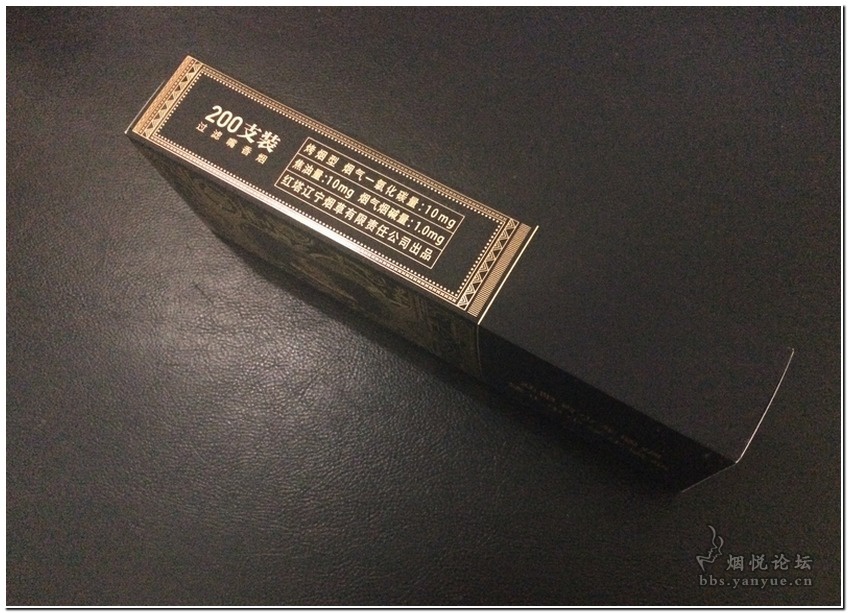 200支装
过滤嘴香烟
烤烟型 烟气一氧化碳量:10mg
焦油量:10mg 烟气烟碱量:1.0mg
红塔辽宁烟草有限责任公司出品
烟悦论坛
bbs.yanyue.cn